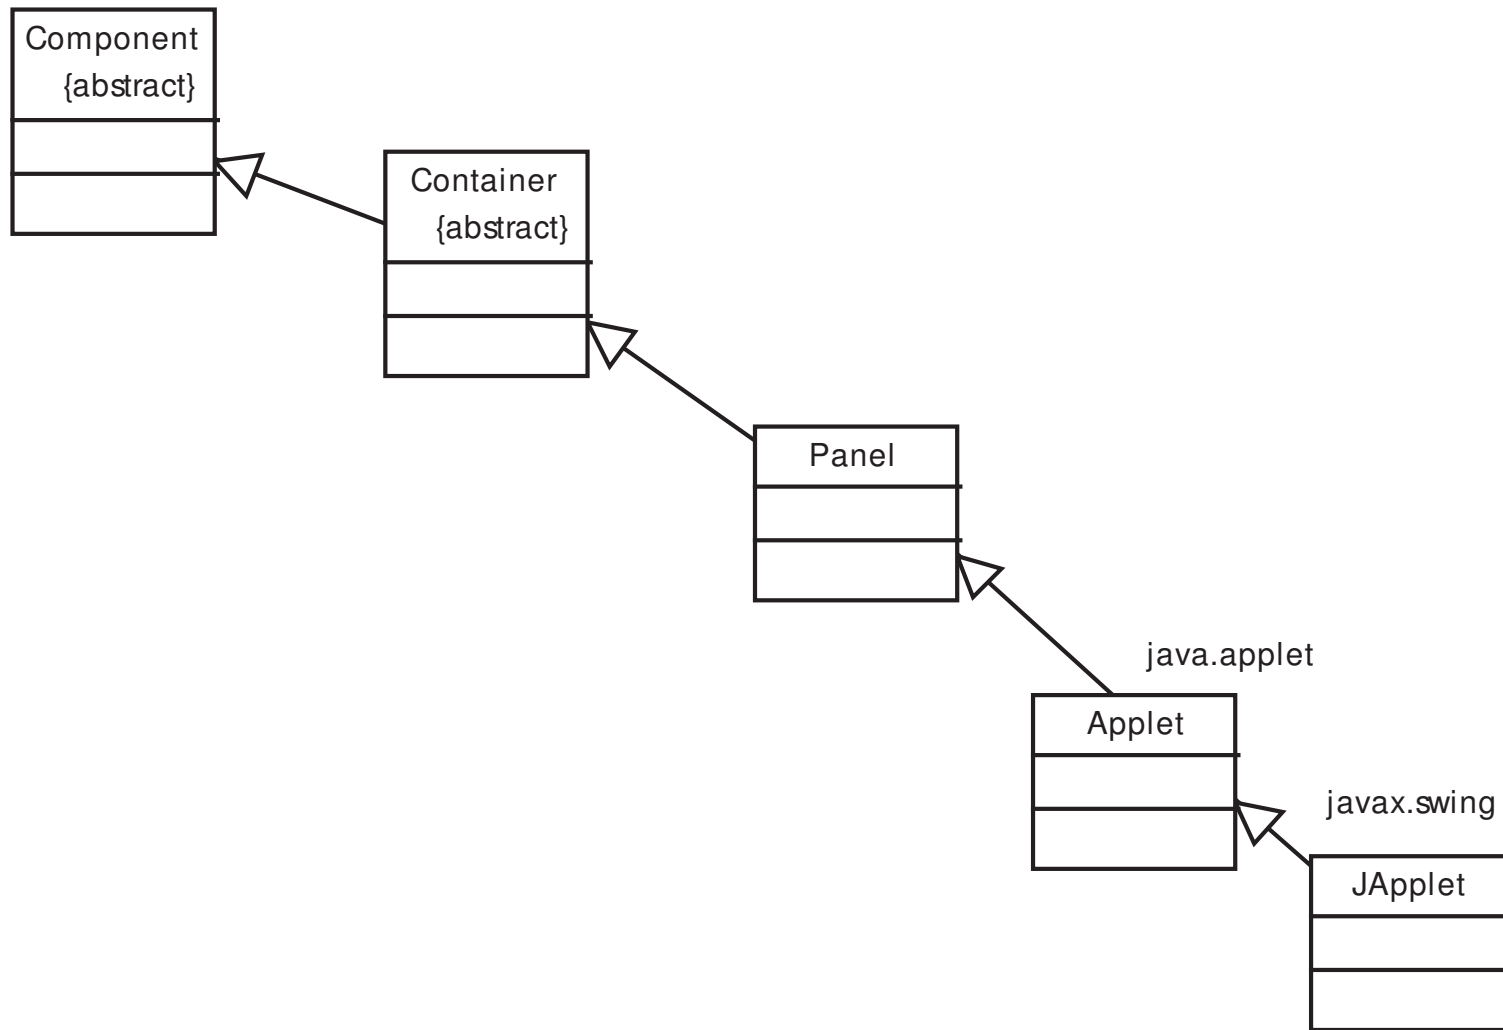 Component
{abstract}
Container
{abstract}
Panel
java.applet
Applet
javax.swing
JApplet